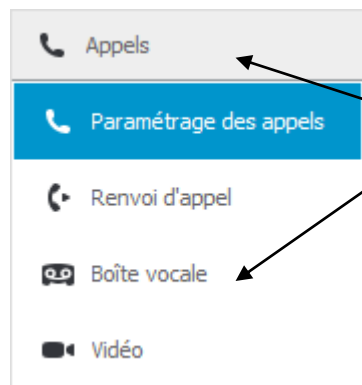 Appels
Paramétrage des appels
Renvoi d'appel
Boîte vocale
Vidéo